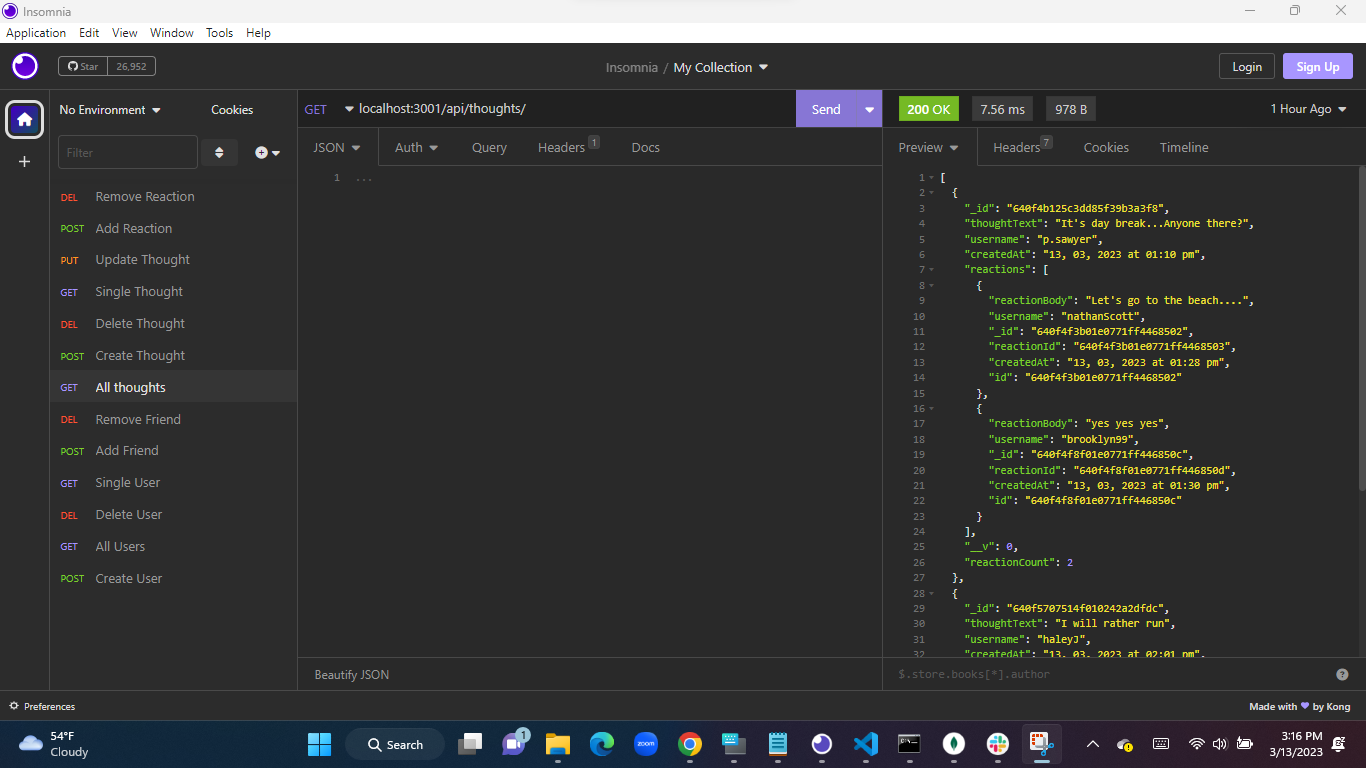 Insomnia
Application Edit View Window Tools Help
Star 26,952
Insomnia / My Collection
Login Sign Up
No Environment Cookies
GET localhost:3001/api/thoughts/ Send
200 OK 7.56 ms 978 B 1 Hour Ago
Filter
JSON Auth Query Headers 1 Docs
Preview Headers 7 Cookies Timeline
DEL Remove Reaction
POST Add Reaction
PUT Update Thought
GET Single Thought
DEL Delete Thought
POST Create Thought
GET All thoughts
DEL Remove Friend
POST Add Friend
GET Single User
DEL Delete User
GET All Users
POST Create User
1 ...
1 [
2 {
3 "_id": "640f4b125c3dd85f39b3a3f8",
4 "thoughtText": "It's day break...Anyone there?",
5 "username": "p.sawyer",
6 "createdAt": "13, 03, 2023 at 01:10 pm",
7 "reactions": [
8 {
9 "reactionBody": "Let's go to the beach....",
10 "username": "nathanScott",
11 "_id": "640f4f3b01e0771ff4468502",
12 "reactionId": "640f4f3b01e0771ff4468503",
13 "createdAt": "13, 03, 2023 at 01:28 pm",
14 "id": "640f4f3b01e0771ff4468502"
15 },
16 {
17 "reactionBody": "yes yes yes",
18 "username": "brooklyn99",
19 "_id": "640f4f8f01e0771ff446850c",
20 "reactionId": "640f4f8f01e0771ff446850d",
21 "createdAt": "13, 03, 2023 at 01:30 pm",
22 "id": "640f4f8f01e0771ff446850c"
23 }
24 ],
25 "__v": 0,
26 "reactionCount": 2
27 },
28 {
29 "_id": "640f5707514f010242a2dfdc",
30 "thoughtText": "I will rather run",
31 "username": "haleyJ",
32 "createdAt": "13, 03, 2023 at 02:01 pm",
Beautify JSON
$.store.books[*].author
Preferences
Made with by Kong
54°F
Cloudy
Search
1
zoom
3:16 PM
3/13/2023